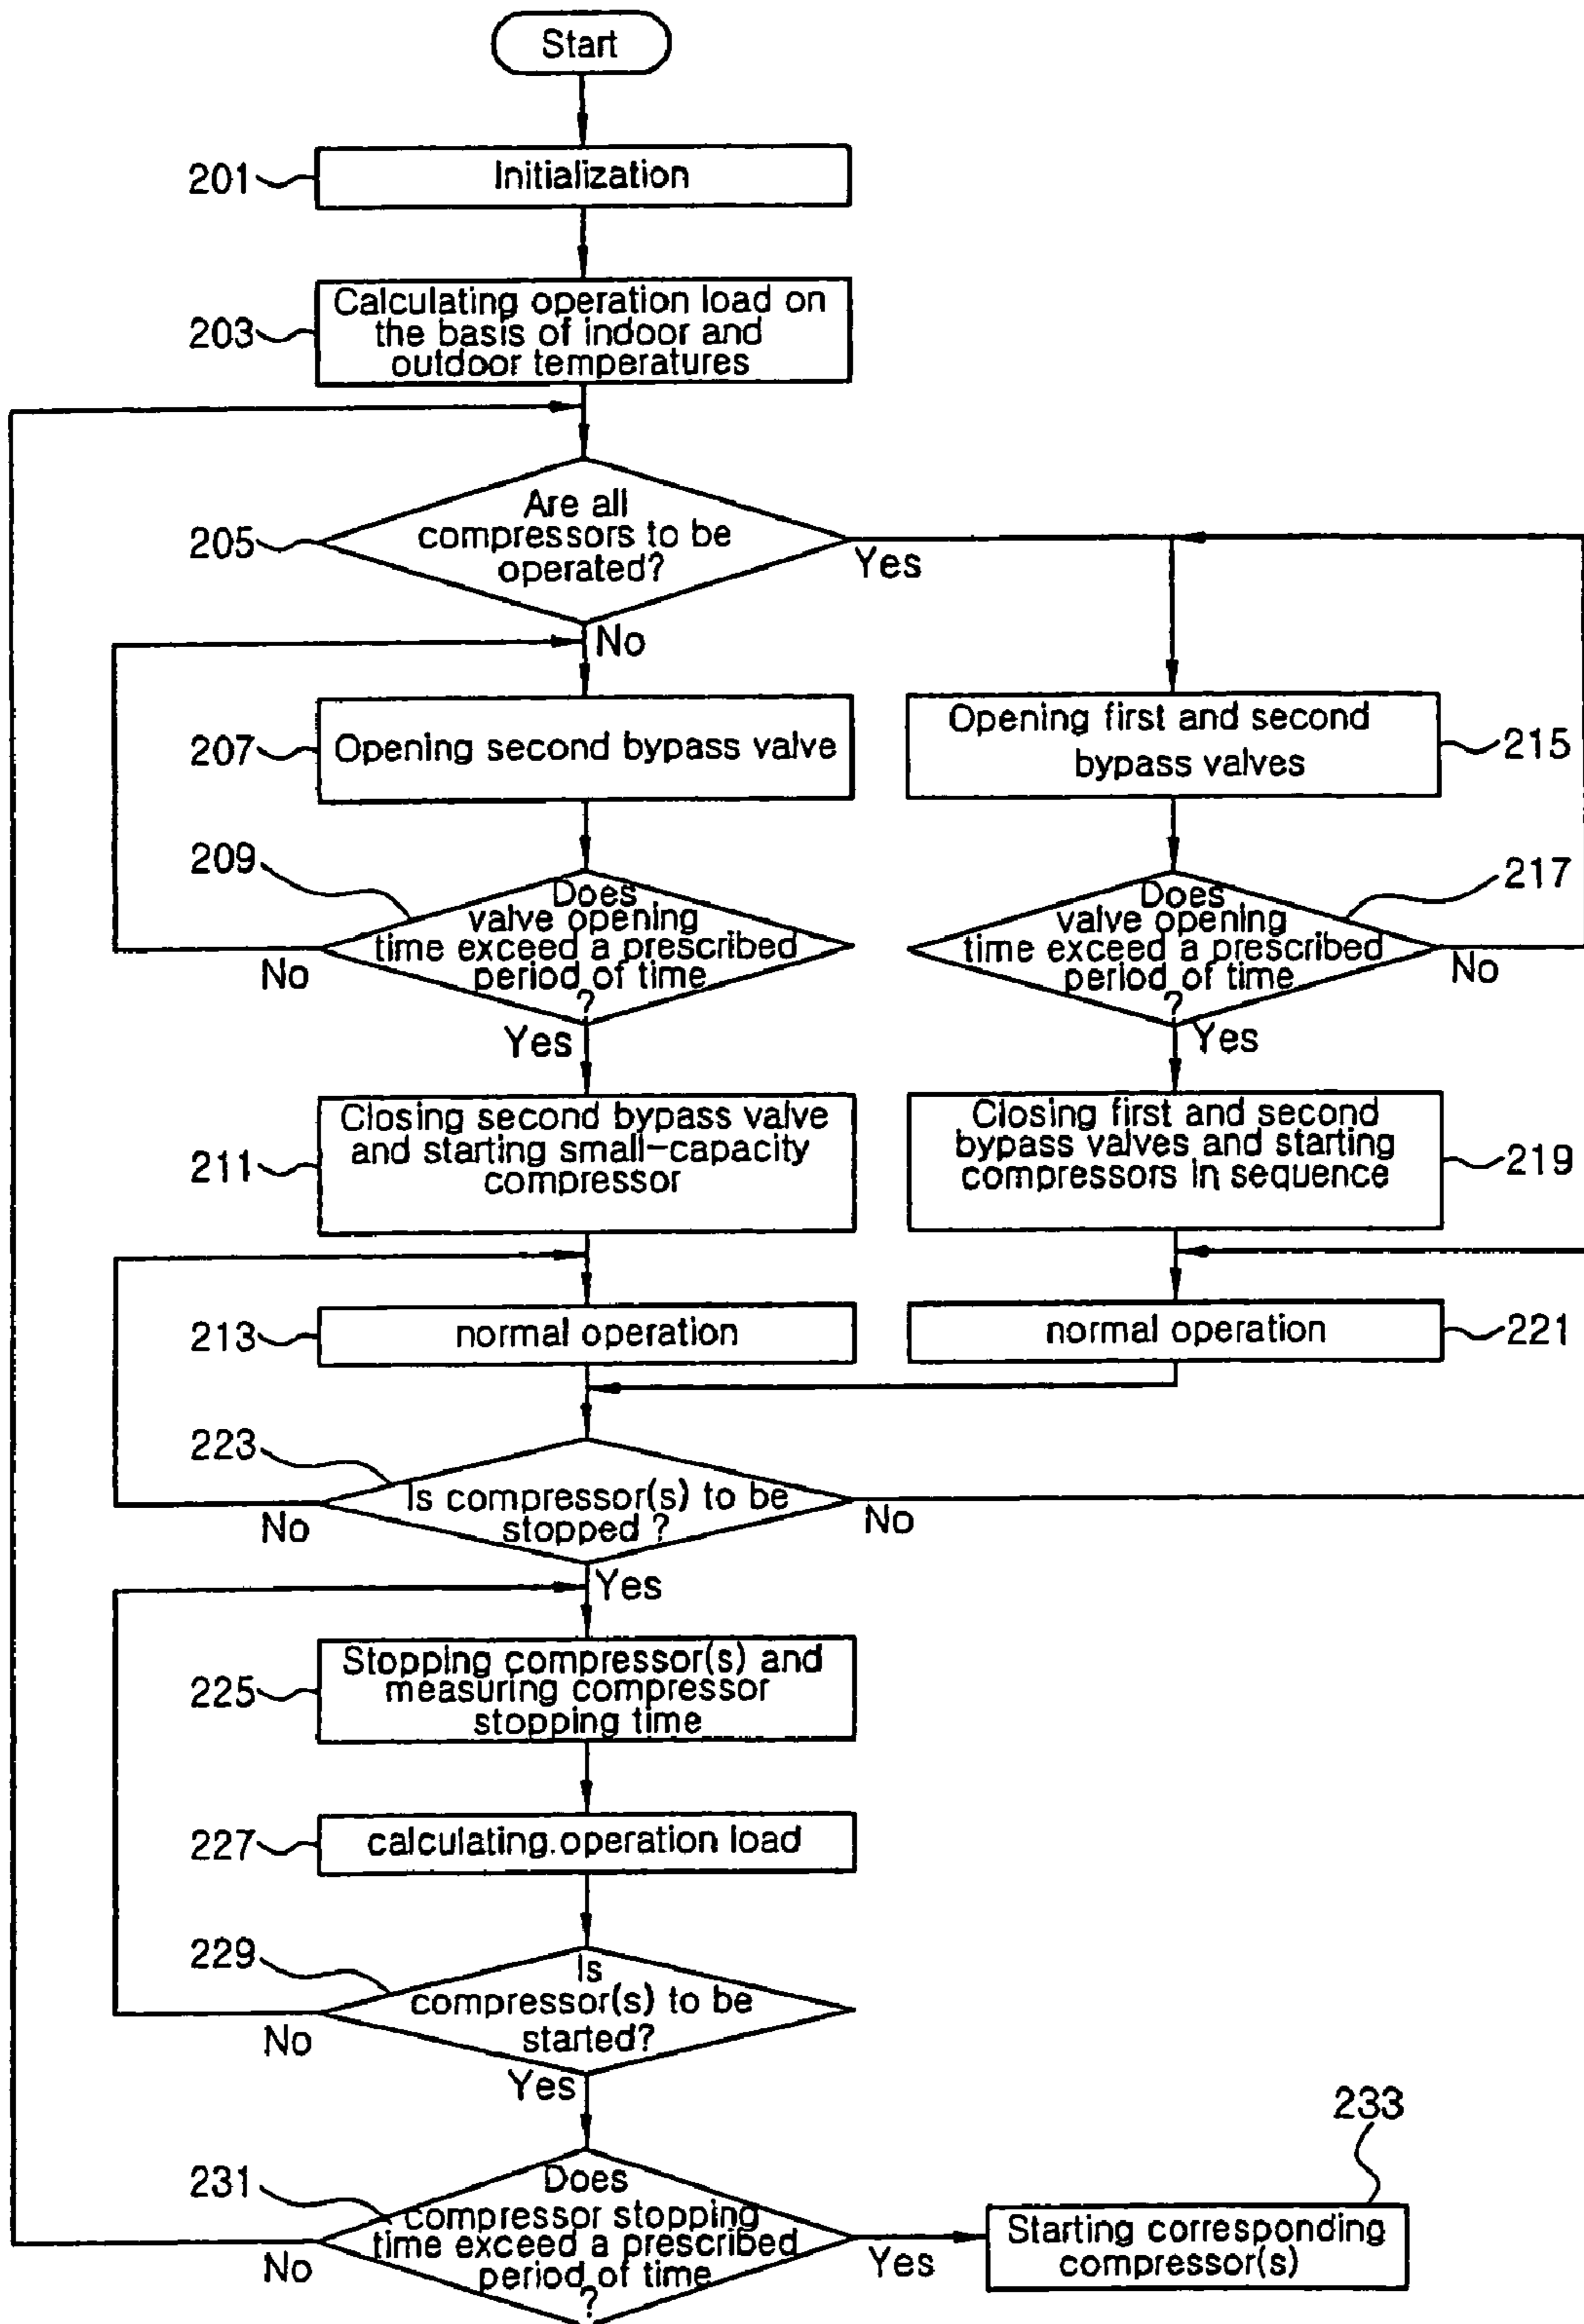 Start
201
Initialization
203
Calculating operation load on
the basis of indoor and
outdoor temperatures
205
Are all
compressors to be
operated?
Yes
No
207
Opening second bypass valve
Opening first and second
bypass valves
215
209
Does
valve opening
time exceed a prescribed
period of time
?
No
Yes
217
Does
valve opening
time exceed a prescribed
period of time
?
No
Yes
211
Closing second bypass valve
and starting small-capacity
compressor
Closing first and second
bypass valves and starting
compressors in sequence
219
213
normal operation
normal operation
221
223
Is compressor(s) to be
stopped ?
No
No
Yes
225
Stopping compressor(s) and
measuring compressor
stopping time
227
calculating.operation load
229
Is
compressor(s) to be
started?
No
Yes
231
Does
compressor stopping
time exceed a prescribed
period of time
?
No
Yes
233
Starting corresponding
compressor(s)